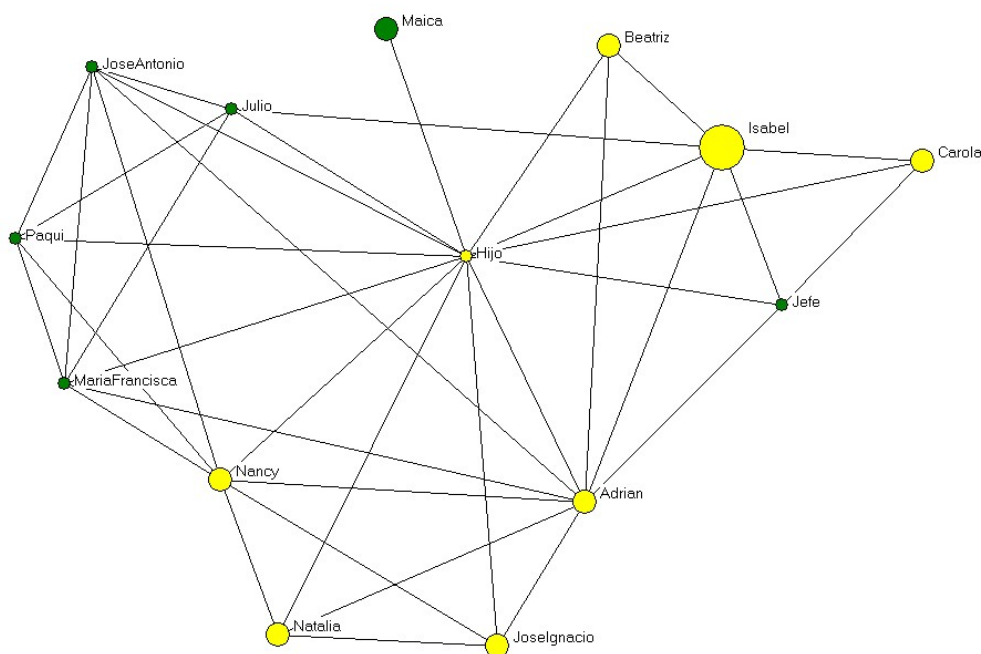 Maica
Beatriz
JoseAntonio
Julio
Isabel
Carola
Paqui
Hijo
Jefe
MariaFrancisca
Nancy
Adrian
Natalia
JoseIgnacio